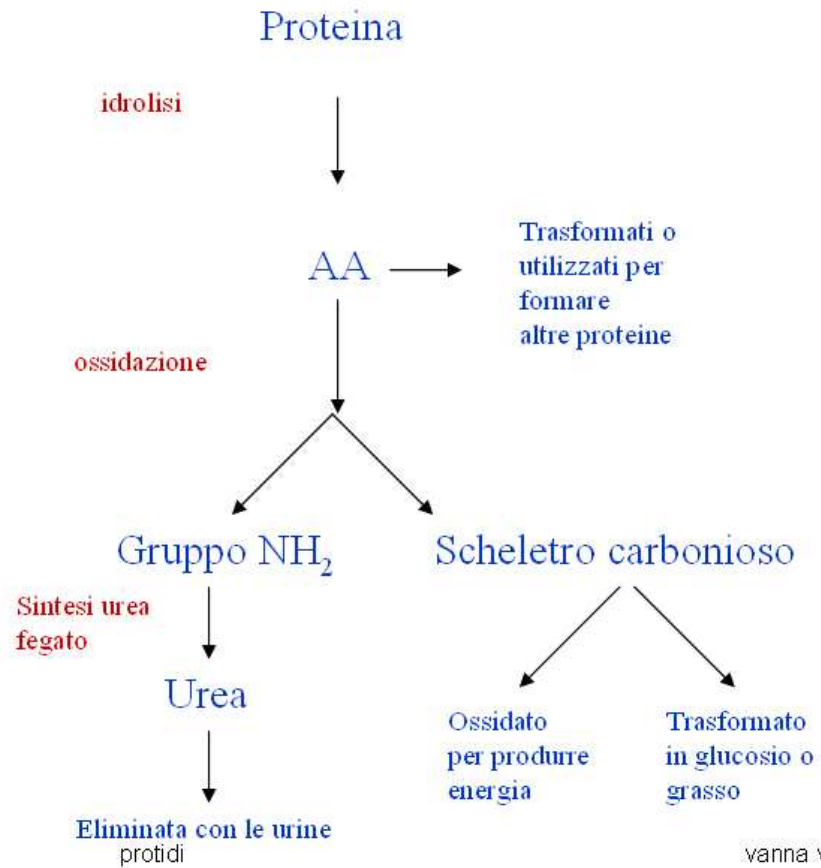 Proteina
idrolisi
AA
Trasformati o
utilizzati per
formare
altre proteine
ossidazione
Gruppo NH₂
Scheletro carbonioso
Sintesi urea
fegato
Urea
Ossidato
per produrre
energia
Trasformato
in glucosio o
grasso
Eliminata con le urine
protidi
vanna v